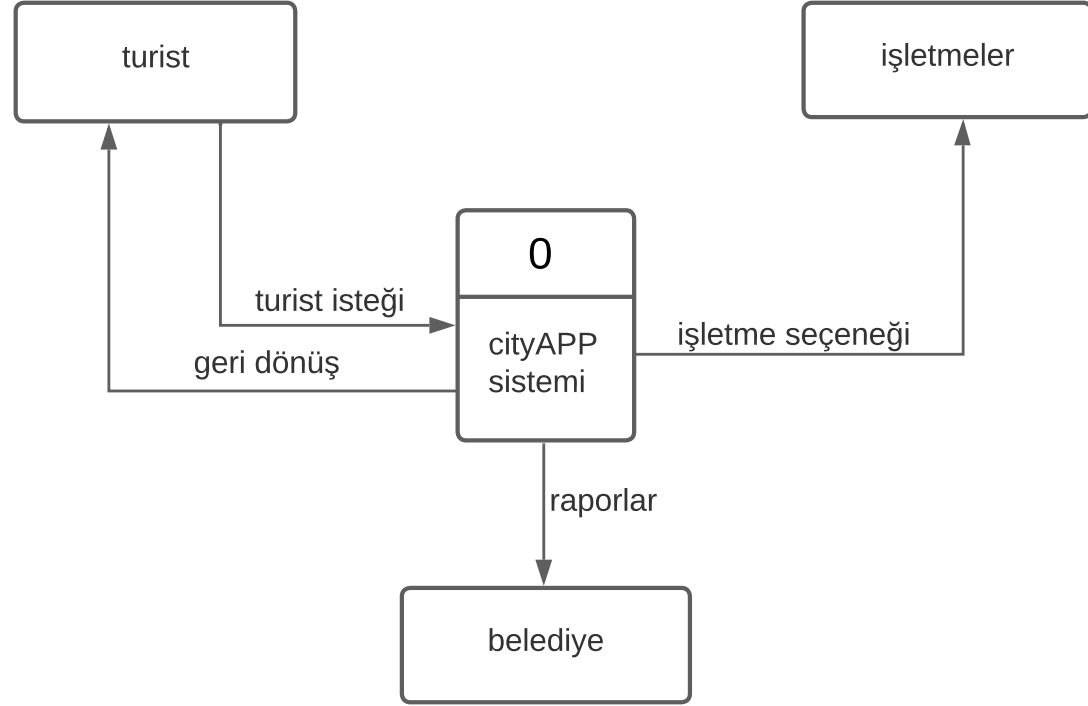 turist
işletmeler
0
turist isteği
cityAPP
sistemi
işletme seçeneği
geri dönüş
raporlar
belediye